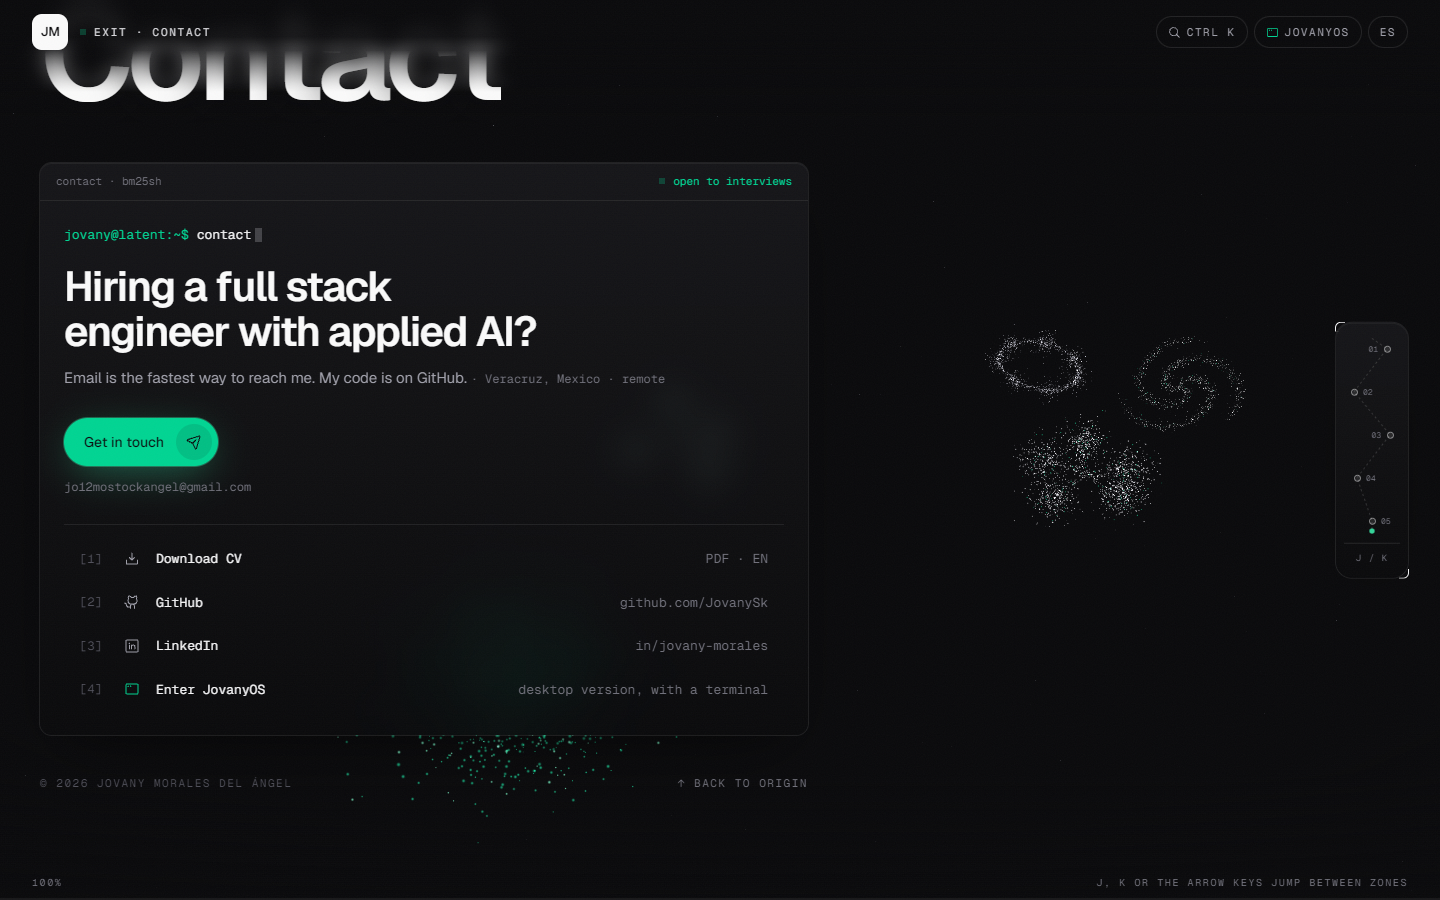 JM
EXIT · CONTACT
CTRL K
JOVANYOS
ES
Contact
contact · bm25sh
open to interviews
jovany@latent:~$ contact
Hiring a full stack
engineer with applied AI?
Email is the fastest way to reach me. My code is on GitHub. · Veracruz, Mexico · remote
Get in touch
jo12mostockangel@gmail.com
[1] Download CV PDF · EN
[2] GitHub github.com/JovanySk
[3] LinkedIn in/jovany-morales
[4] Enter JovanyOS desktop version, with a terminal
01
02
03
04
05
J / K
© 2026 JOVANY MORALES DEL ÁNGEL
↑ BACK TO ORIGIN
100%
J, K OR THE ARROW KEYS JUMP BETWEEN ZONES